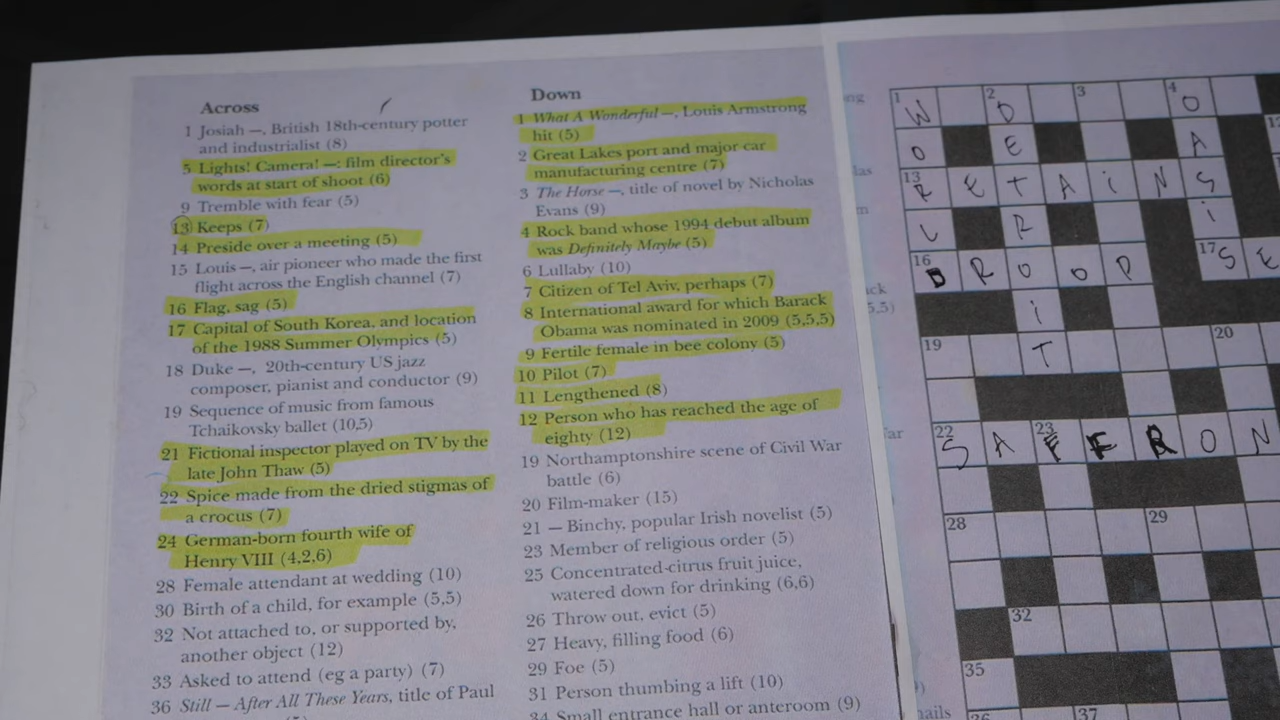 Across
1 Josiah —, British 18th-century potter
and industrialist (8)
5 Lights! Camera! —: film director's
words at start of shoot (6)
9 Tremble with fear (5)
13 Keeps (7)
14 Preside over a meeting (5)
15 Louis —, air pioneer who made the first
flight across the English channel (7)
16 Flag, sag (5)
17 Capital of South Korea, and location
of the 1988 Summer Olympics (5)
18 Duke —, 20th-century US jazz
composer, pianist and conductor (9)
19 Sequence of music from famous
Tchaikovsky ballet (10,5)
21 Fictional inspector played on TV by the
late John Thaw (5)
22 Spice made from the dried stigmas of
a crocus (7)
24 German-born fourth wife of
Henry VIII (4,2,6)
28 Female attendant at wedding (10)
30 Birth of a child, for example (5,5)
32 Not attached to, or supported by,
another object (12)
33 Asked to attend (eg a party) (7)
36 Still — After All These Years, title of Paul
Down
1 What A Wonderful —, Louis Armstrong
hit (5)
2 Great Lakes port and major car
manufacturing centre (7)
3 The Horse —, title of novel by Nicholas
Evans (9)
4 Rock band whose 1994 debut album
was Definitely Maybe (5)
6 Lullaby (10)
7 Citizen of Tel Aviv, perhaps (7)
8 International award for which Barack
Obama was nominated in 2009 (5,5,5)
9 Fertile female in bee colony (5)
10 Pilot (7)
11 Lengthened (8)
12 Person who has reached the age of
eighty (12)
19 Northamptonshire scene of Civil War
battle (6)
20 Film-maker (15)
21 — Binchy, popular Irish novelist (5)
23 Member of religious order (5)
25 Concentrated citrus fruit juice,
watered down for drinking (6,6)
26 Throw out, evict (5)
27 Heavy, filling food (6)
29 Foe (5)
31 Person thumbing a lift (10)
34 Small entrance hall or anteroom (9)
1 W 2 D 3 4 O
O E A
13 R E T A i N S
L R i
16 D R O O P 17 S E
i
19 T 20
22 S A 23 F F R O N
28 29
32
35
37